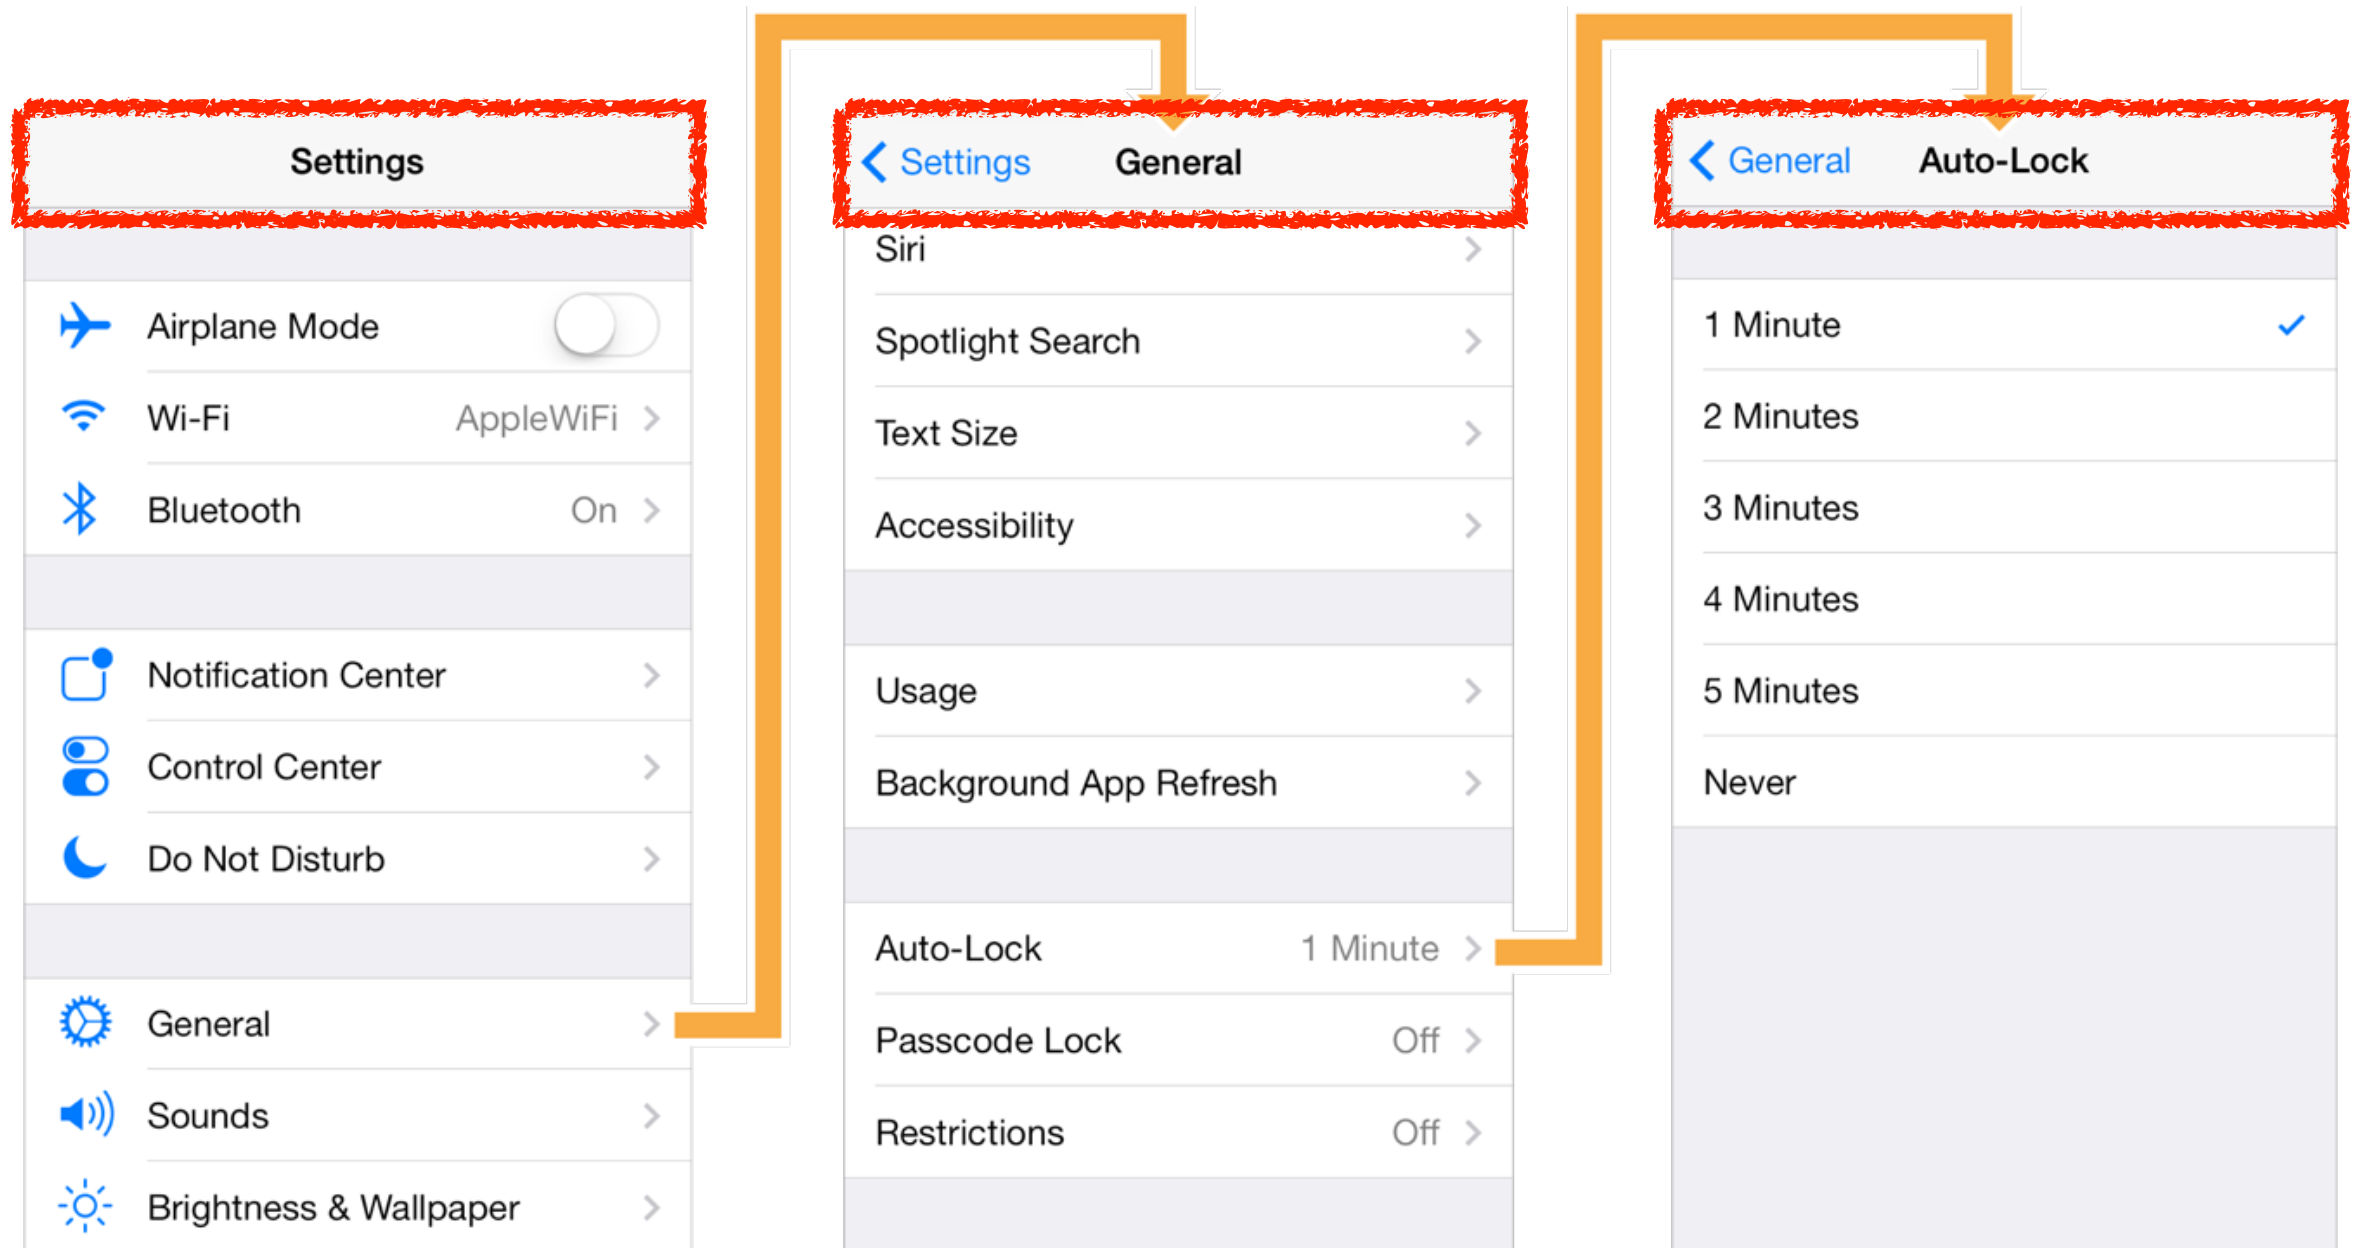 Settings
Airplane Mode
Wi-Fi AppleWiFi
Bluetooth On
Notification Center
Control Center
Do Not Disturb
General
Sounds
Brightness & Wallpaper
Settings General
Siri
Spotlight Search
Text Size
Accessibility
Usage
Background App Refresh
Auto-Lock 1 Minute
Passcode Lock Off
Restrictions Off
General Auto-Lock
1 Minute
2 Minutes
3 Minutes
4 Minutes
5 Minutes
Never